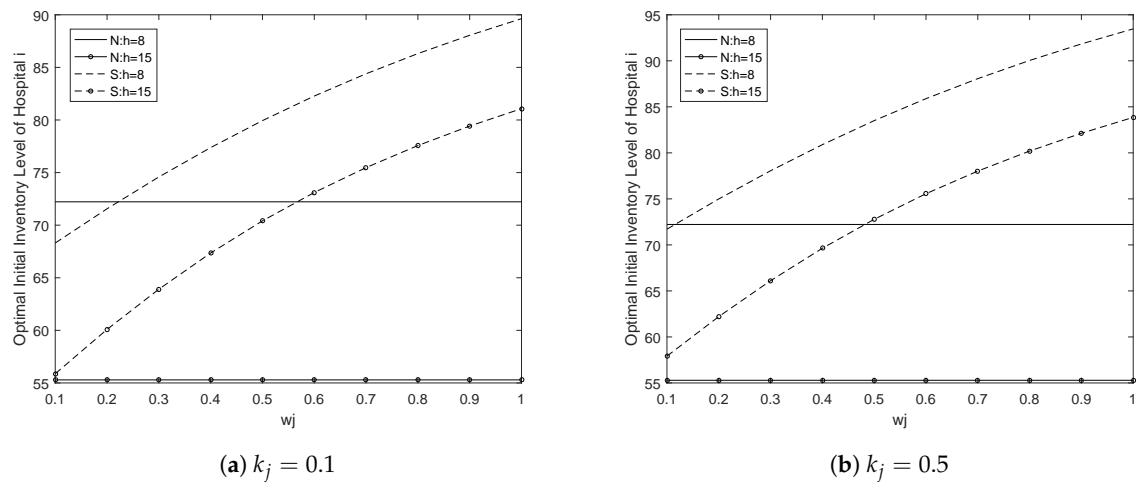 90
85
80
75
70
65
60
55
Optimal Initial Inventory Level of Hospital i
N:h=8
N:h=15
S:h=8
S:h=15
0.1 0.2 0.3 0.4 0.5 0.6 0.7 0.8 0.9 1
wj
(a) k_j = 0.1
95
90
85
80
75
70
65
60
55
Optimal Initial Inventory Level of Hospital i
N:h=8
N:h=15
S:h=8
S:h=15
0.1 0.2 0.3 0.4 0.5 0.6 0.7 0.8 0.9 1
wj
(b) k_j = 0.5